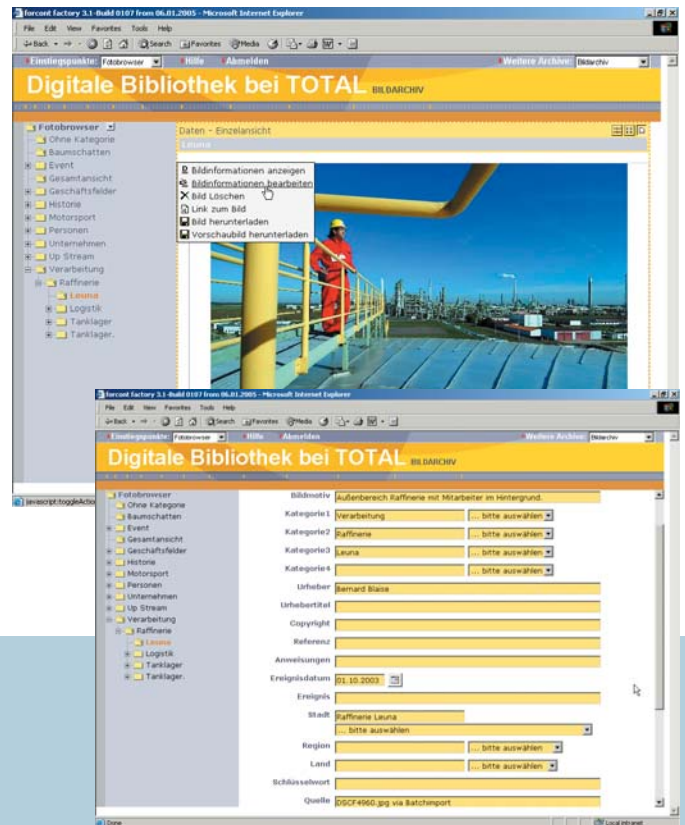 forcont factory 3.1-Build 0107 from 06.01.2005 - Microsoft Internet Explorer
File Edit View Favorites Tools Help
Back Search Favorites Media
Einstiegspunkte: Fotobrowser Hilfe Abmelden Weitere Archive: Bildarchiv
Digitale Bibliothek bei TOTAL BILDARCHIV
Fotobrowser
Ohne Kategorie
Baumschatten
Event
Gesamtansicht
Geschäftsfelder
Historie
Motorsport
Personen
Unternehmen
Up Stream
Verarbeitung
Raffinerie
Leuna
Logistik
Tanklager
Tanklager.
Daten - Einzelansicht
Leuna
Bildinformationen anzeigen
Bildinformationen bearbeiten
Bild Löschen
Link zum Bild
Bild herunterladen
Vorschaubild herunterladen
javascript:toggleActio
forcont factory 3.1-Build 0107 from 06.01.2005 - Microsoft Internet Explorer
File Edit View Favorites Tools Help
Back Search Favorites Media
Einstiegspunkte: Fotobrowser Hilfe Abmelden Weitere Archive: Bildarchiv
Digitale Bibliothek bei TOTAL BILDARCHIV
Fotobrowser
Ohne Kategorie
Baumschatten
Event
Gesamtansicht
Geschäftsfelder
Historie
Motorsport
Personen
Unternehmen
Up Stream
Verarbeitung
Raffinerie
Leuna
Logistik
Tanklager
Tanklager.
Bildmotiv Außenbereich Raffinerie mit Mitarbeiter im Hintergrund.
Kategorie1 Verarbeitung ... bitte auswählen
Kategorie2 Raffinerie ... bitte auswählen
Kategorie3 Leuna ... bitte auswählen
Kategorie4 ... bitte auswählen
Urheber Bernard Blaise
Urhebertitel
Copyright
Referenz
Anweisungen
Ereignisdatum 01.10.2003
Ereignis
Stadt Raffinerie Leuna
... bitte auswählen
Region ... bitte auswählen
Land ... bitte auswählen
Schlüsselwort
Quelle DSCF4960.jpg via Batchimport
Done Local intranet